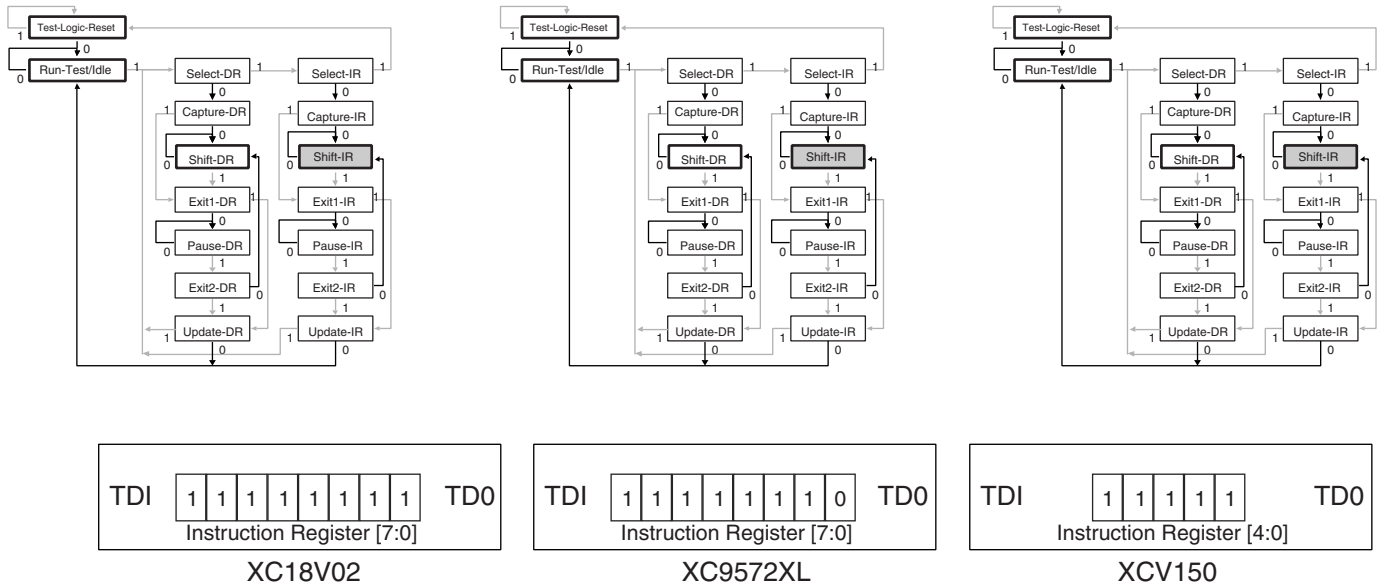 Test-Logic-Reset
1 0
Run-Test/Idle 1 Select-DR 1 Select-IR 1
0 0 0
1 Capture-DR 1 Capture-IR
0 0
Shift-DR Shift-IR
0 0
1 1
Exit1-DR 1 Exit1-IR 1
0 0
Pause-DR Pause-IR
0 0
1 1
Exit2-DR Exit2-IR
0 0
1 1
Update-DR Update-IR
1 1
0 0
Test-Logic-Reset
1 0
Run-Test/Idle 1 Select-DR 1 Select-IR 1
0 0 0
1 Capture-DR 1 Capture-IR
0 0
Shift-DR Shift-IR
0 0
1 1
Exit1-DR 1 Exit1-IR 1
0 0
Pause-DR Pause-IR
0 0
1 1
Exit2-DR Exit2-IR
0 0
1 1
Update-DR Update-IR
1 1
0 0
Test-Logic-Reset
1 0
Run-Test/Idle 1 Select-DR 1 Select-IR 1
0 0 0
1 Capture-DR 1 Capture-IR
0 0
Shift-DR Shift-IR
0 0
1 1
Exit1-DR 1 Exit1-IR 1
0 0
Pause-DR Pause-IR
0 0
1 1
Exit2-DR Exit2-IR
0 0
1 1
Update-DR Update-IR
1 1
0 0
TDI 1 1 1 1 1 1 1 1 TD0
Instruction Register [7:0]
XC18V02
TDI 1 1 1 1 1 1 1 0 TD0
Instruction Register [7:0]
XC9572XL
TDI 1 1 1 1 1 TD0
Instruction Register [4:0]
XCV150